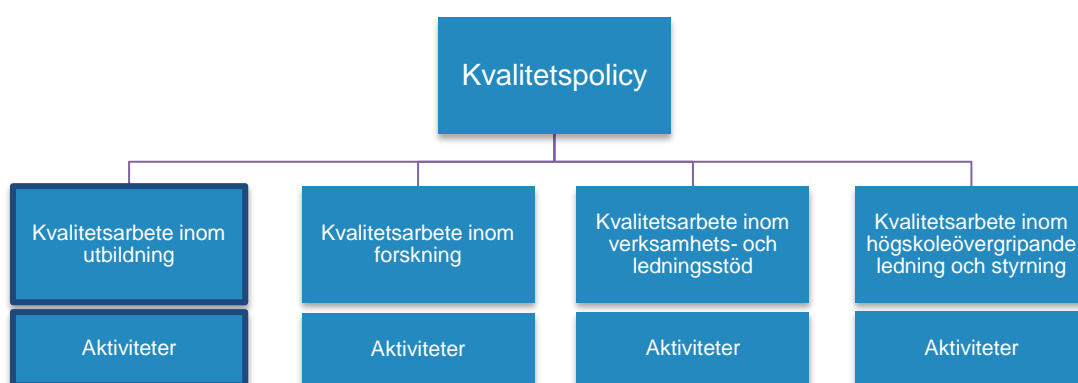 Kvalitetspolicy
Kvalitetsarbete inom
utbildning
Kvalitetsarbete inom
forskning
Kvalitetsarbete inom
verksamhets- och
ledningsstöd
Kvalitetsarbete inom
högskoleövergripande
ledning och styrning
Aktiviteter
Aktiviteter
Aktiviteter
Aktiviteter